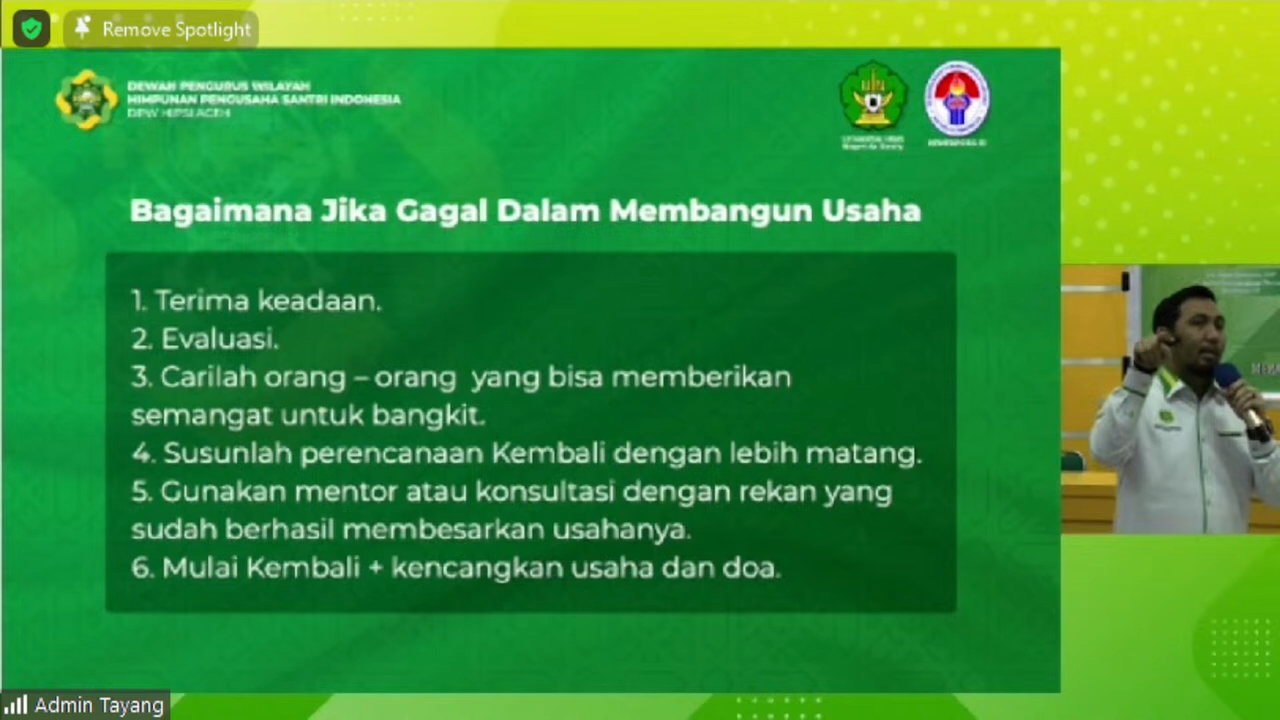 Remove Spotlight
DEWAN PENGURUS WILAYAH
HIMPUNAN PENGUSAHA SANTRI INDONESIA
DPW HIPSI ACEH
Bagaimana Jika Gagal Dalam Membangun Usaha
1. Terima keadaan.
2. Evaluasi.
3. Carilah orang – orang yang bisa memberikan
semangat untuk bangkit.
4. Susunlah perencanaan Kembali dengan lebih matang.
5. Gunakan mentor atau konsultasi dengan rekan yang
sudah berhasil membesarkan usahanya.
6. Mulai Kembali + kencangkan usaha dan doa.
Admin Tayang